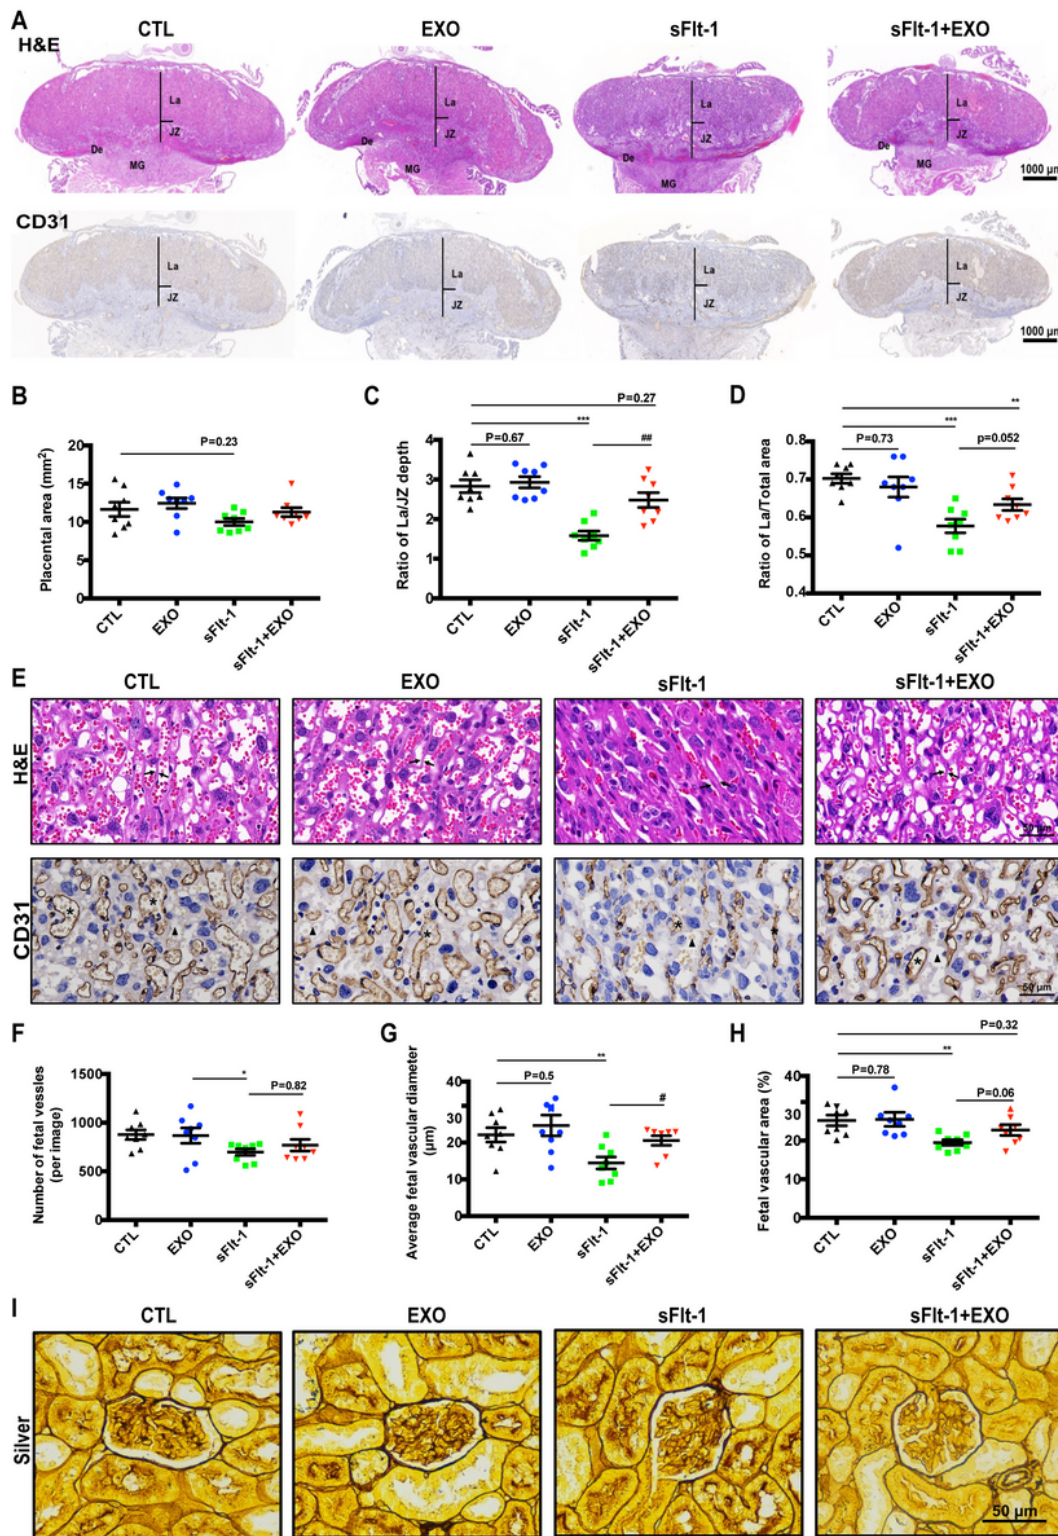 A
CTL EXO sFlt-1 sFlt-1+EXO
H&E
La La La La
JZ JZ JZ JZ
De De De De
MG MG MG MG
1000 µm
CD31
La La La La
JZ JZ JZ JZ
1000 µm
B
Placental area (mm²)
P=0.23
20
15
10
5
0
CTL EXO sFlt-1 sFlt-1+EXO
C
Ratio of La/JZ depth
P=0.27
***
P=0.67 ##
4
3
2
1
0
CTL EXO sFlt-1 sFlt-1+EXO
D
Ratio of La/Total area
**
***
P=0.73 p=0.052
0.8
0.7
0.6
0.5
0.4
CTL EXO sFlt-1 sFlt-1+EXO
E
CTL EXO sFlt-1 sFlt-1+EXO
H&E
50 µm
CD31
* * * * * * *
50 µm
F
Number of fetal vessles
(per image)
*
P=0.82
1500
1000
500
0
CTL EXO sFlt-1 sFlt-1+EXO
G
Average fetal vascular diameter
(µm)
**
P=0.5 #
40
30
20
10
0
CTL EXO sFlt-1 sFlt-1+EXO
H
Fetal vascular area (%)
P=0.32
**
P=0.78
P=0.06
40
30
20
10
0
CTL EXO sFlt-1 sFlt-1+EXO
I
CTL EXO sFlt-1 sFlt-1+EXO
Silver
50 µm